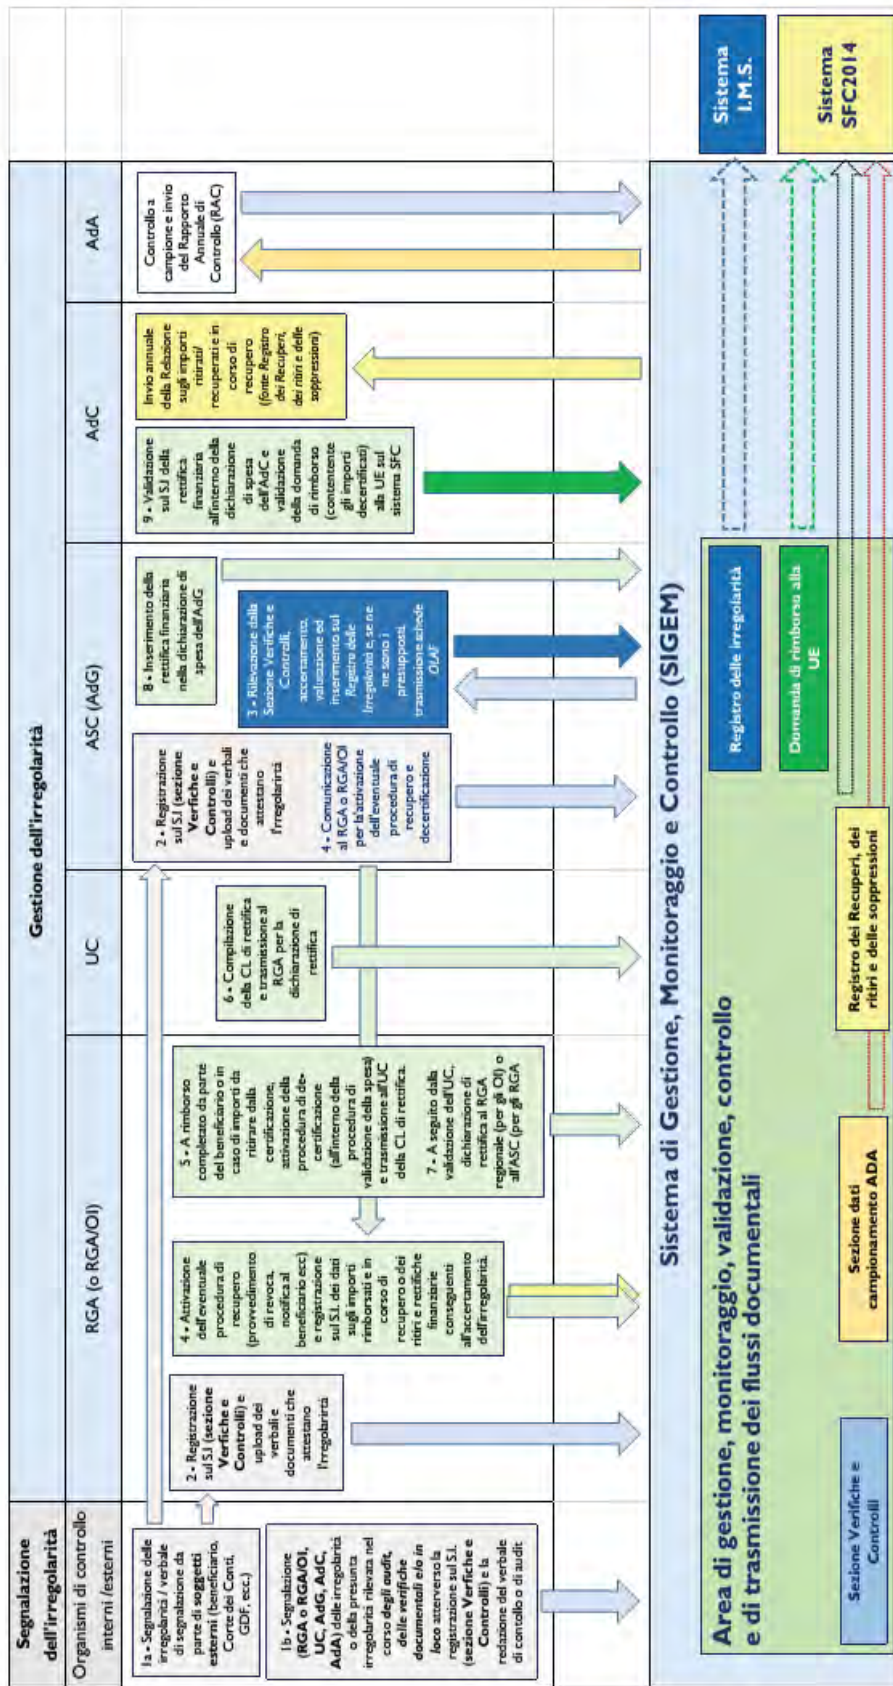 Segnalazione
dell'irregolarità
Gestione dell'irregolarità
Organismi di controllo
interni /esterni
RGA (o RGA/OI)
UC
ASC (AdG)
AdC
AdA
1a - Segnalazione delle
irregolarità / verbale
di segnalazione da
parte di soggetti
esterni (beneficiario,
Corte dei Conti,
GDF, ecc.)
1b - Segnalazione
(RGA o RGA/OI,
UC, AdG, AdC,
AdA) delle irregolarità
o della presunta
irregolarità rilevata nel
corso degli audit,
delle verifiche
documentali e/o in
loco atterverso la
registrazione sul S.I.
(sezione Verifiche e
Controlli) e la
redazione del verbale
di contollo o di audit
2 - Registrazione
sul S.I (sezione
Verfiche e
Controlli) e
upload dei
verbali e
documenti che
attestano
l'rregolarirtà
4 - Attivazione
dell'eventuale
procedura di
recupero
(provvedimento
di revoca,
notifica al
beneficiario ecc)
e registrazione
sul S.I. dei dati
sugli importi
rimborsati e in
corso di
recupero o dei
ritiri e rettifiche
finanziarie
conseguenti
all'accertamento
dell'irregolarità.
5 - A rimborso
completato da parte
del beneficiario o in
caso di importi da
ritirare dalla
certificazione,
attivazione della
procedura di de-
certificazione
(all'interno della
procedura di
validazione della spesa)
e trasmissione all'UC
della CL di rettifica.
7 - A seguito dalla
validazione dell'UC,
dichiarazione di
rettifica al RGA
regionale (per gli OI) o
all'ASC (per gli RGA
6 - Compilazione
della CL di rettifica
e trasmissione al
RGA per la
dichiarazione di
rettifica
2 - Registrazione
sul S.I (sezione
Verfiche e
Controlli) e
upload dei verbali
e documenti che
attestano
l'rregolarirtà
4 - Comunicazione
al RGA o RGA/OI
per la attivazione
dell'eventuale
procedura di
recupero e
decertificazione
8 - Inserimento della
rettifica finanziaria
nella dichiarazione di
spesa dell'AdG
3 - Rilevazione dalla
Sezione Verifiche e
Controlli,
accertamento,
valutazione ed
inserimento sul
Registro delle
Irregolarità e, se ne
ne sono i
presupposti,
trasmissione schede
OLAF
9 - Validazione
sul S.I della
rettifica
finanziaria
all'interno della
dichiarazione
di spesa
dell'AdC e
validazione
della domanda
di rimborso
(contentente
gli importi
decertificati)
alla UE sul
sistema SFC
Invio annuale
della Relazione
sugli importi
ritirati/
recuperati e in
corso di
recupero
(fonte Registro
dei Recuperi,
dei ritiri e delle
soppressioni)
Controllo a
campione e invio
del Rapporto
Annuale di
Controllo (RAC)
Sistema di Gestione, Monitoraggio e Controllo (SIGEM)
Area di gestione, monitoraggio, validazione, controllo
e di trasmissione dei flussi documentali
Registro delle irregolarità
Domanda di rimborso alla
UE
Sezione Verifiche e
Controlli
Sezione dati
campionamento ADA
Registro dei Recuperi, dei
ritiri e delle soppressioni
Sistema
I.M.S.
Sistema
SFC2014